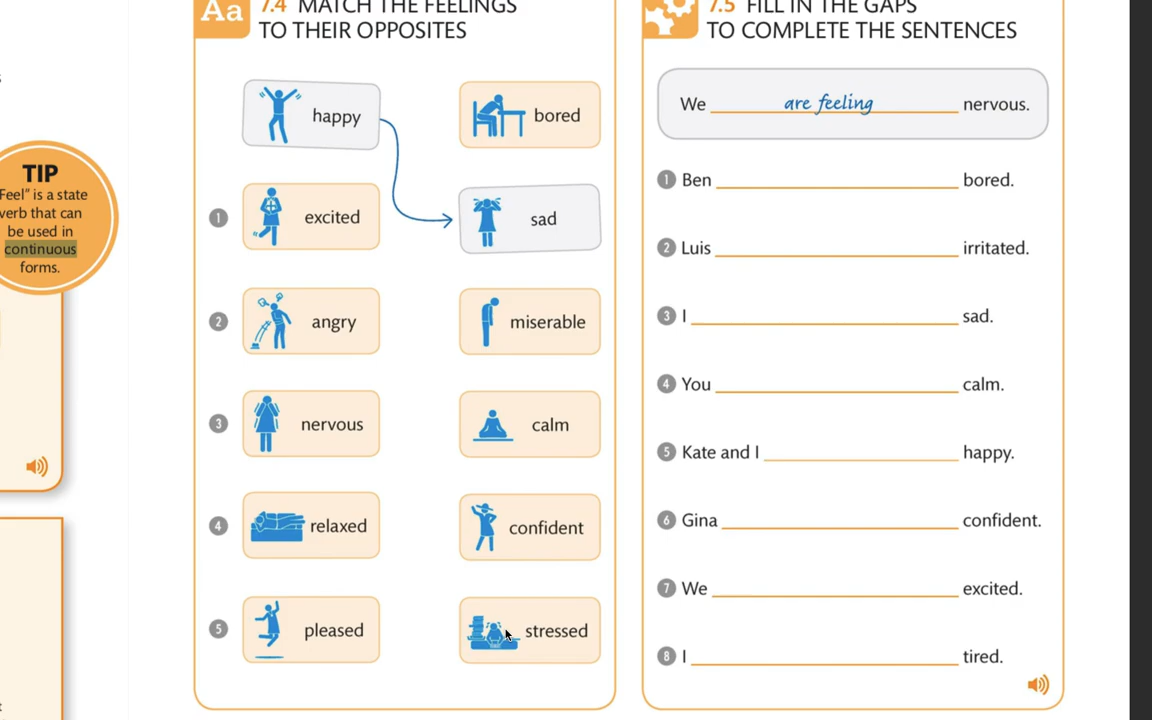 Aa 7.4 MATCH THE FEELINGS
TO THEIR OPPOSITES
happy
bored
1 excited
sad
2 angry
miserable
3 nervous
calm
4 relaxed
confident
5 pleased
stressed
7.5 FILL IN THE GAPS
TO COMPLETE THE SENTENCES
We are feeling nervous.
1 Ben bored.
2 Luis irritated.
3 I sad.
4 You calm.
5 Kate and I happy.
6 Gina confident.
7 We excited.
8 I tired.
TIP
Feel” is a state
verb that can
be used in
continuous
forms.